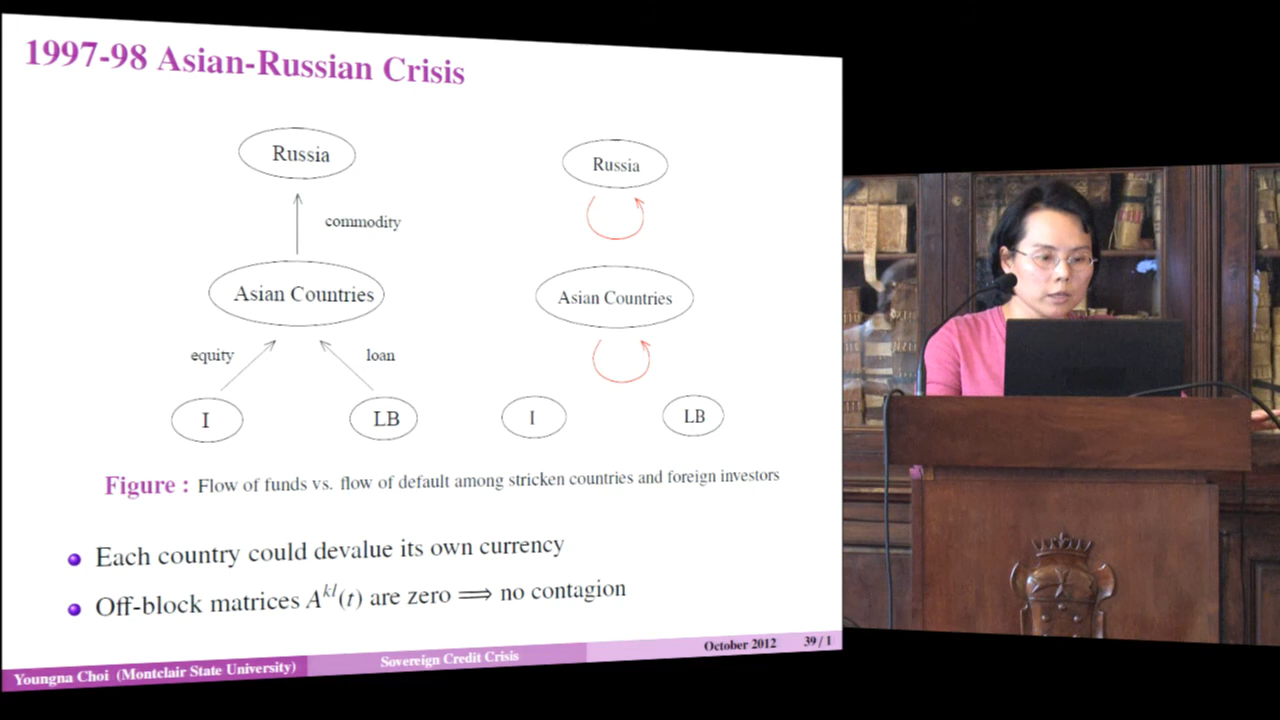 1997-98 Asian-Russian Crisis
Russia
commodity
Asian Countries
equity
loan
I
LB
Russia
Asian Countries
I
LB
Figure : Flow of funds vs. flow of default among stricken countries and foreign investors
Each country could devalue its own currency
Off-block matrices A^{kl}(t) are zero ⟹ no contagion
Youngna Choi (Montclair State University)
Sovereign Credit Crisis
October 2012
39 / 1